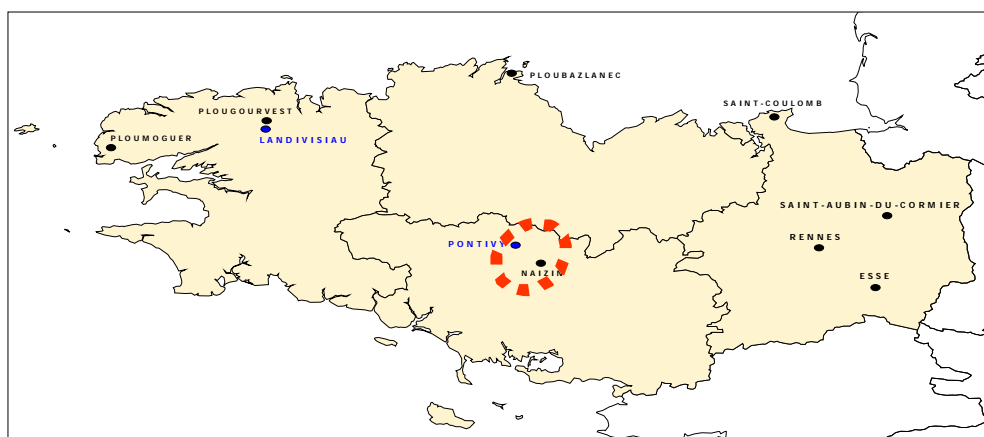 PLOUBAZLANEC
SAINT-COULOMB
PLOUGOURVEST
PLOUMOGUER
LANDIVISIAU
SAINT-AUBIN-DU-CORMIER
RENNES
PONTIVY
NAIZIN
ESSE